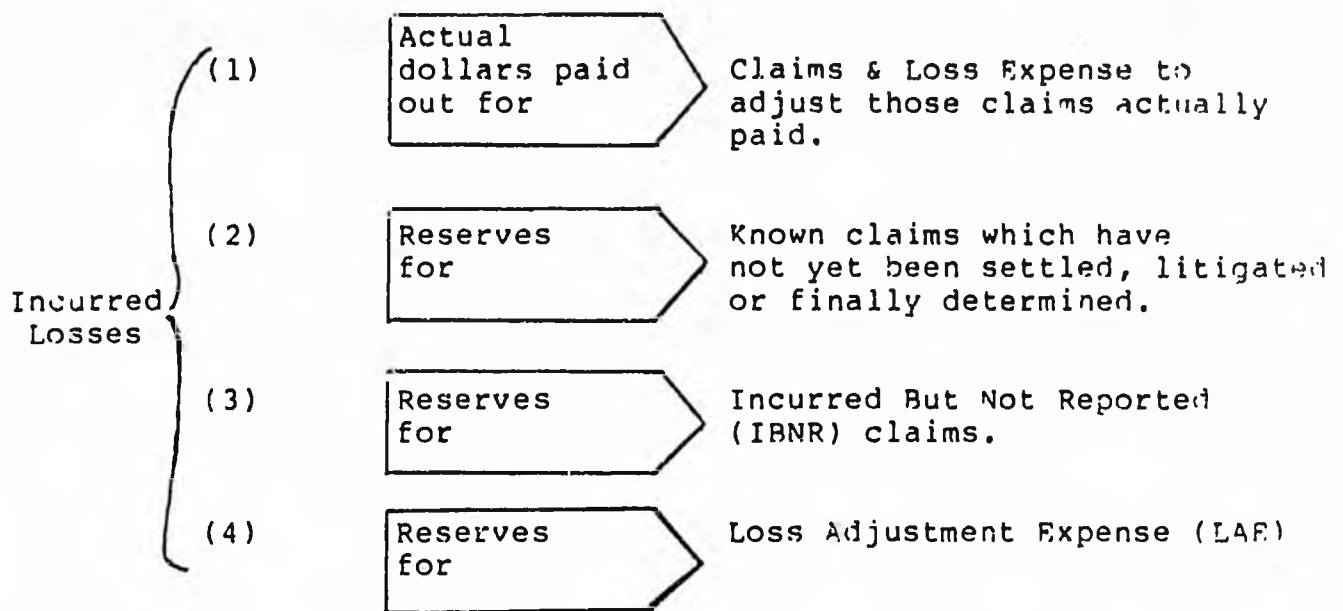 (1)
Actual
dollars paid
out for
Claims & Loss Expense to
adjust those claims actually
paid.
(2)
Reserves
for
Known claims which have
not yet been settled, litigated
or finally determined.
Incurred
Losses
(3)
Reserves
for
Incurred But Not Reported
(IBNR) claims.
(4)
Reserves
for
Loss Adjustment Expense (LAE)